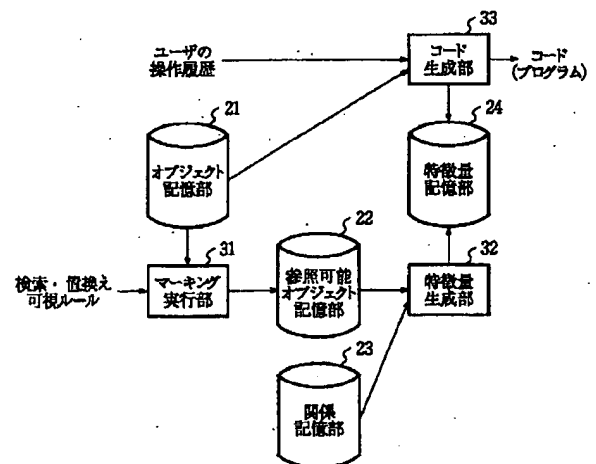 33
ユーザの
操作履歴
コード
生成部
コード
(プログラム)
21
24
オブジェクト
記憶部
特徴量
記憶部
22
31
32
検索・置換え
可視ルール
マーキング
実行部
参照可能
オブジェクト
記憶部
特徴量
生成部
23
関係
記憶部